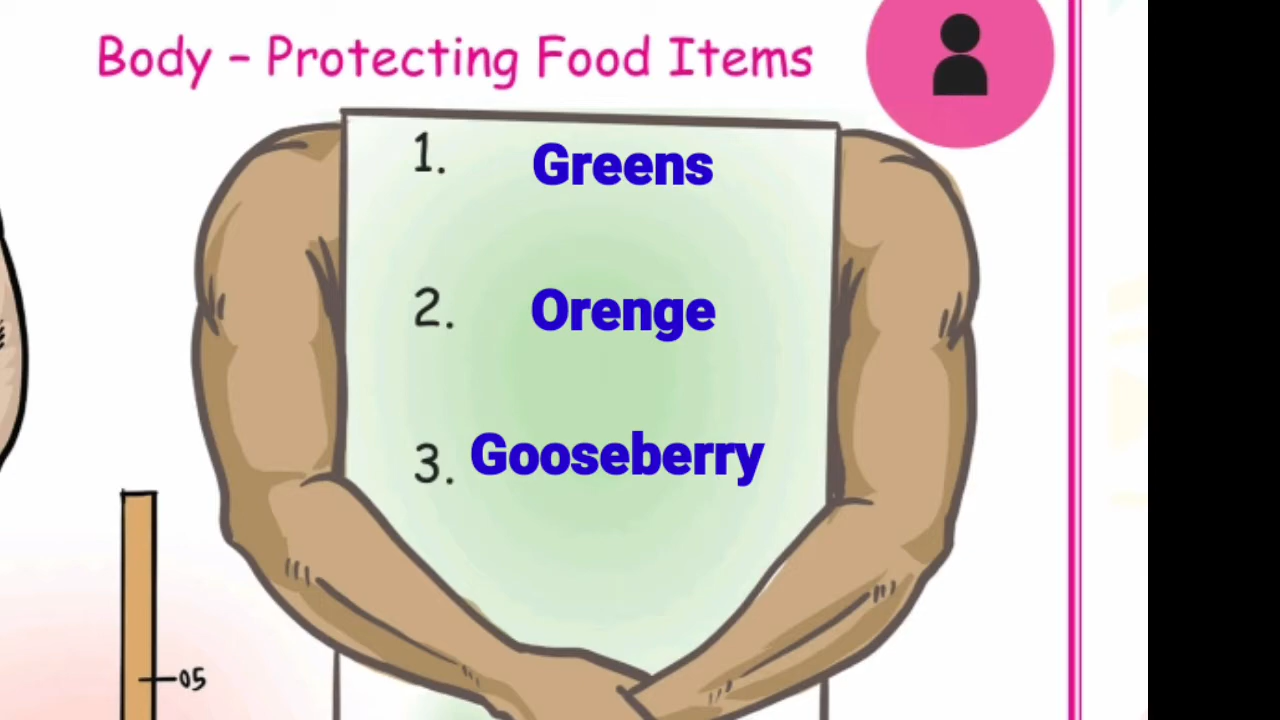 Body – Protecting Food Items
1. Greens
2. Orenge
3. Gooseberry
05